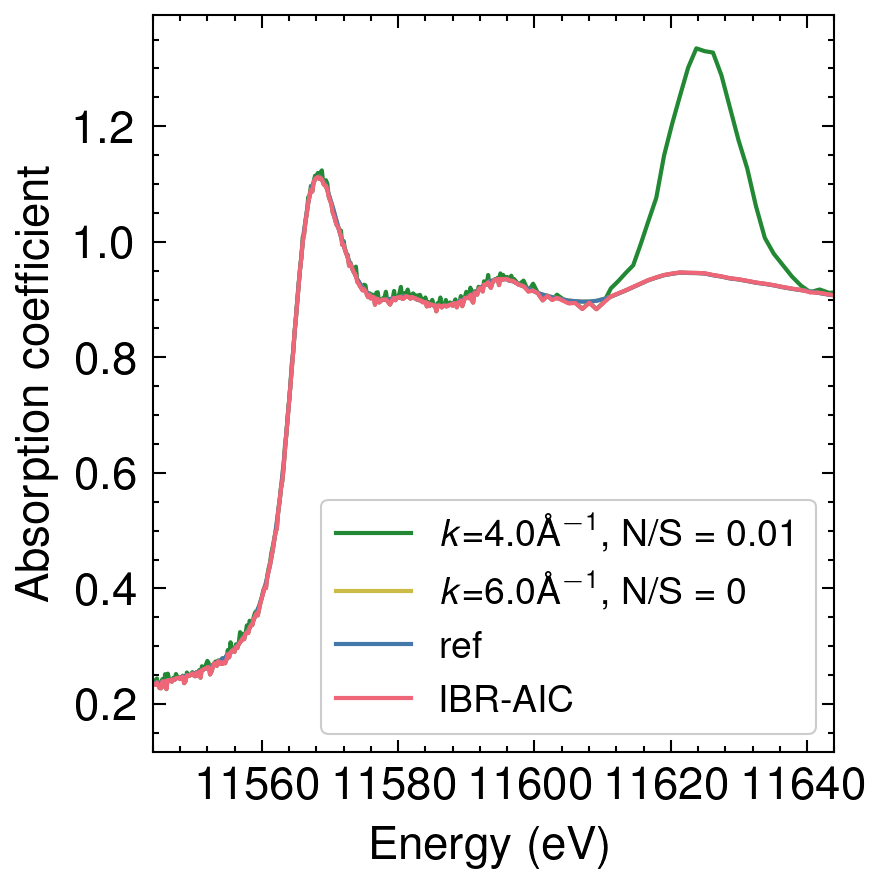 1.2
1.0
0.8
0.6
0.4
0.2
Absorption coefficient
k=4.0Å⁻¹, N/S = 0.01
k=6.0Å⁻¹, N/S = 0
ref
IBR-AIC
11560 11580 11600 11620 11640
Energy (eV)